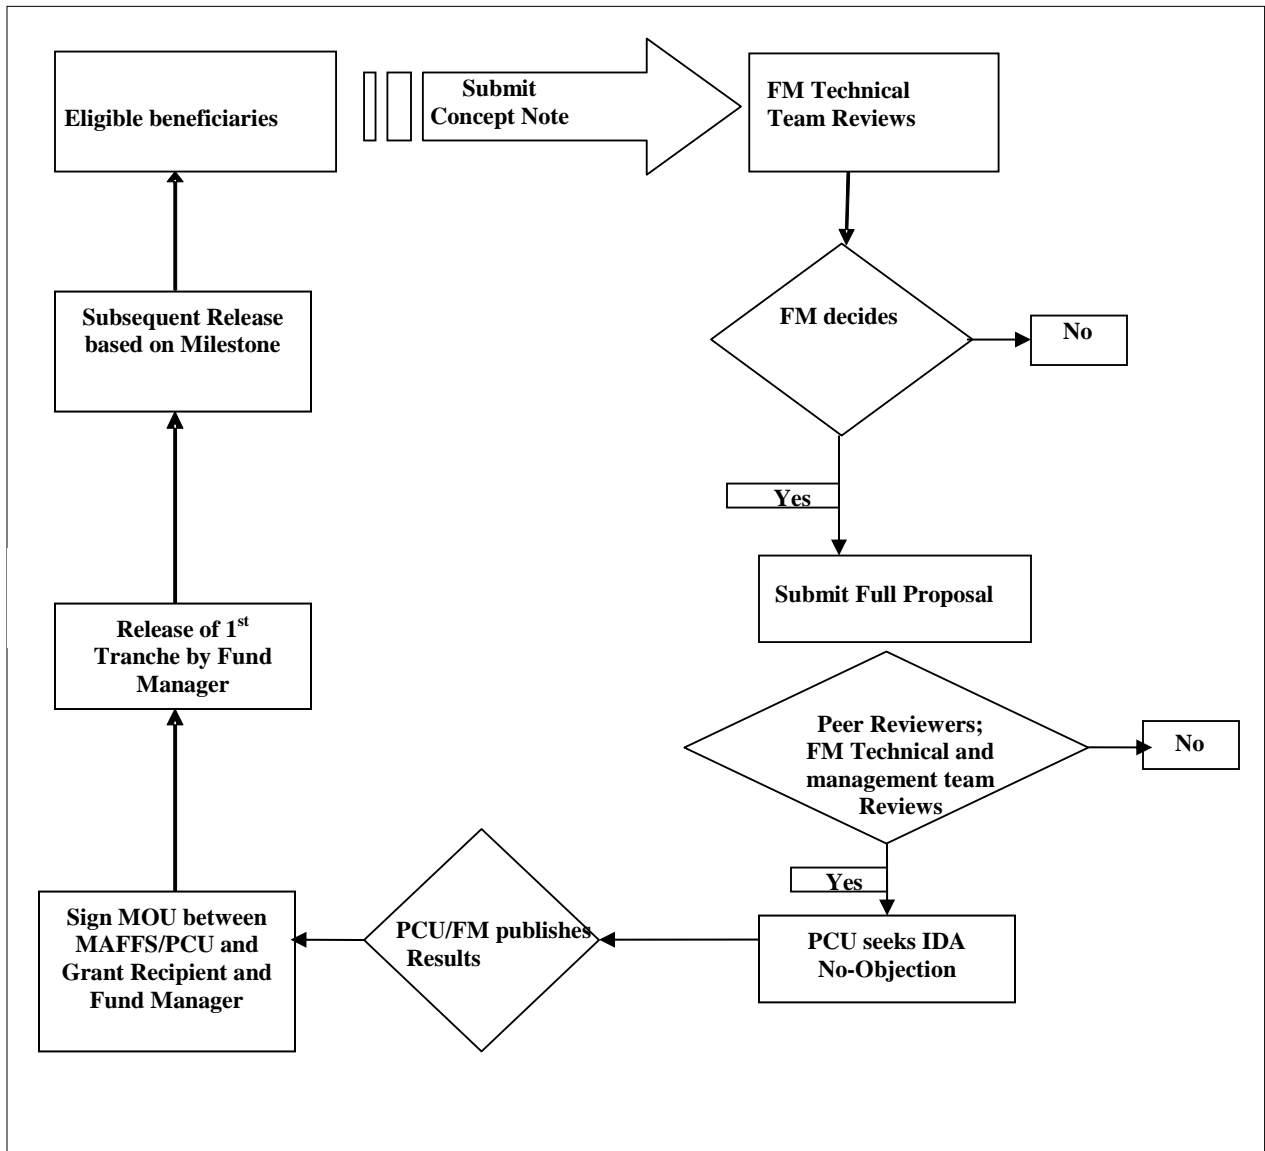 Eligible beneficiaries
Submit
Concept Note
FM Technical
Team Reviews
FM decides
No
Yes
Submit Full Proposal
Peer Reviewers;
FM Technical and
management team
Reviews
No
Yes
PCU seeks IDA
No-Objection
PCU/FM publishes
Results
Sign MOU between
MAFFS/PCU and
Grant Recipient and
Fund Manager
Release of 1st
Tranche by Fund
Manager
Subsequent Release
based on Milestone